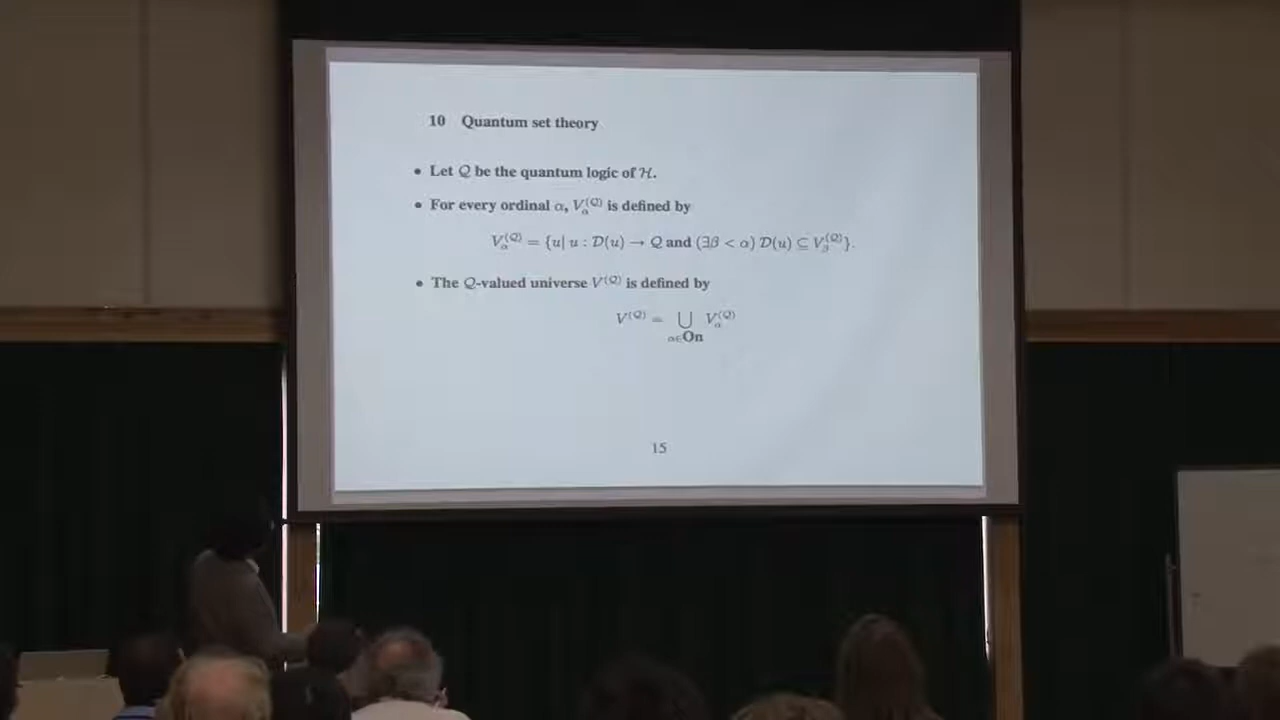 10 Quantum set theory
• Let 𝒬 be the quantum logic of ℋ.
• For every ordinal α, V_α^(𝒬) is defined by
V_α^(𝒬) = {u| u : 𝒟(u) → 𝒬 and (∃β < α) 𝒟(u) ⊆ V_β^(𝒬)}.
• The 𝒬-valued universe V^(𝒬) is defined by
V^(𝒬) = ⋃ V_α^(𝒬)
α∈On
15